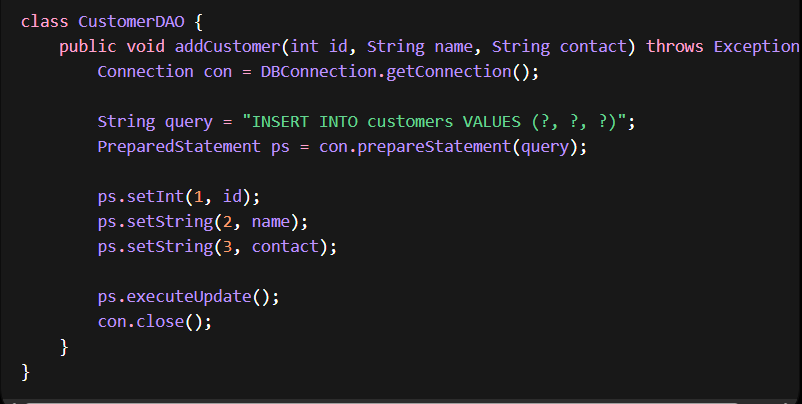 class CustomerDAO {
    public void addCustomer(int id, String name, String contact) throws Exception
        Connection con = DBConnection.getConnection();

        String query = "INSERT INTO customers VALUES (?, ?, ?)";
        PreparedStatement ps = con.prepareStatement(query);

        ps.setInt(1, id);
        ps.setString(2, name);
        ps.setString(3, contact);

        ps.executeUpdate();
        con.close();
    }
}